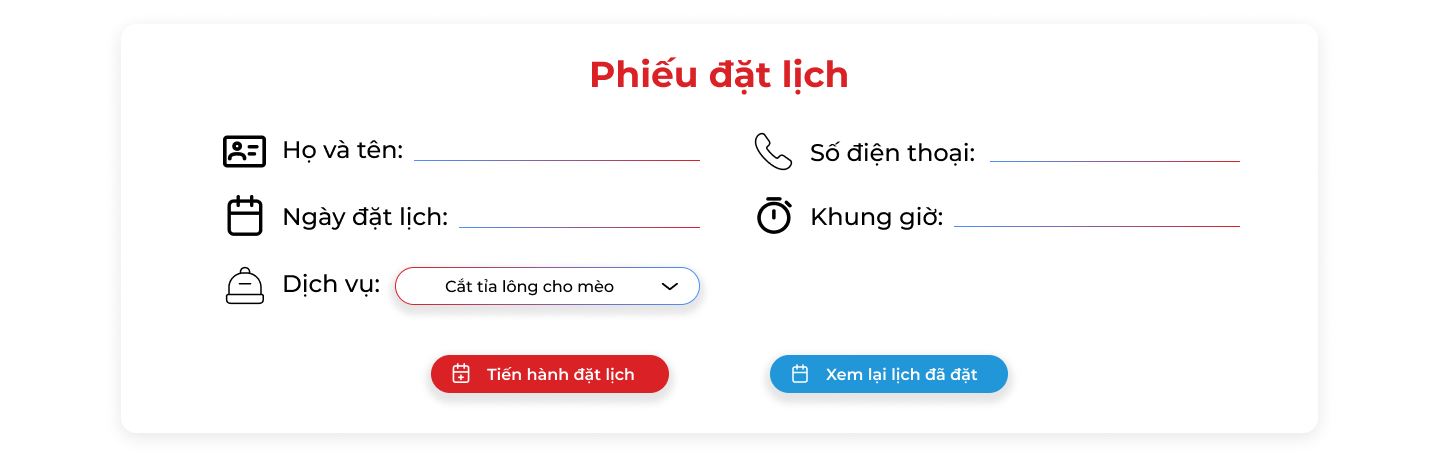 Phiếu đặt lịch
Họ và tên:
Số điện thoại:
Ngày đặt lịch:
Khung giờ:
Dịch vụ:
Cắt tỉa lông cho mèo
Tiến hành đặt lịch
Xem lại lịch đã đặt